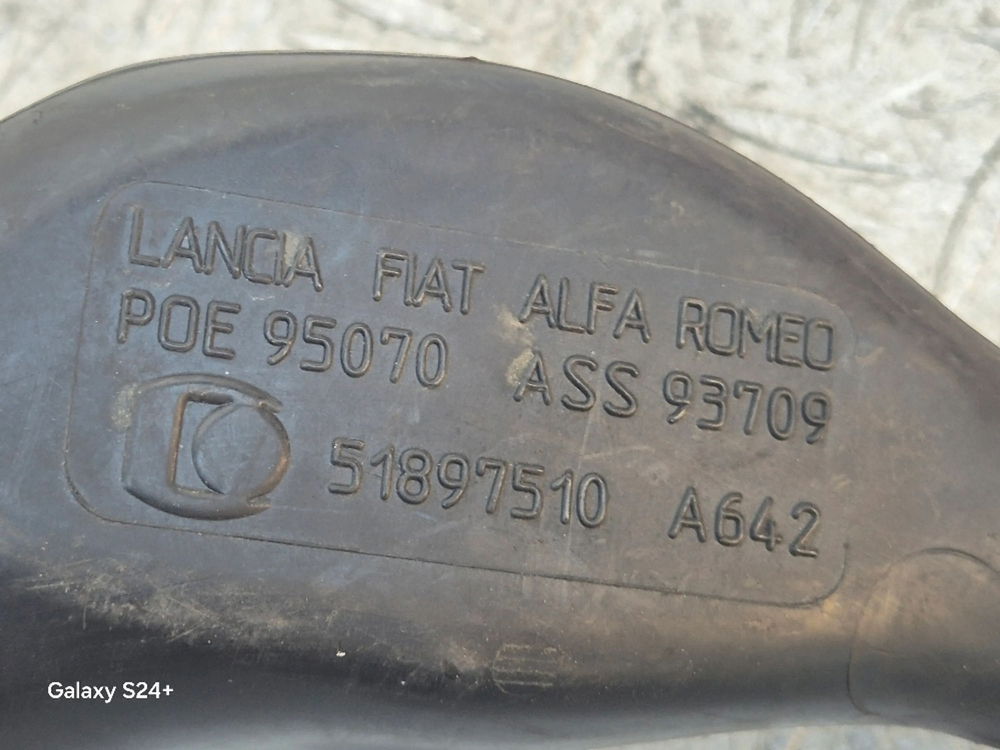 LANCIA FIAT ALFA ROMEO
POE 95070 ASS 93709
51897510 A642
Galaxy S24+